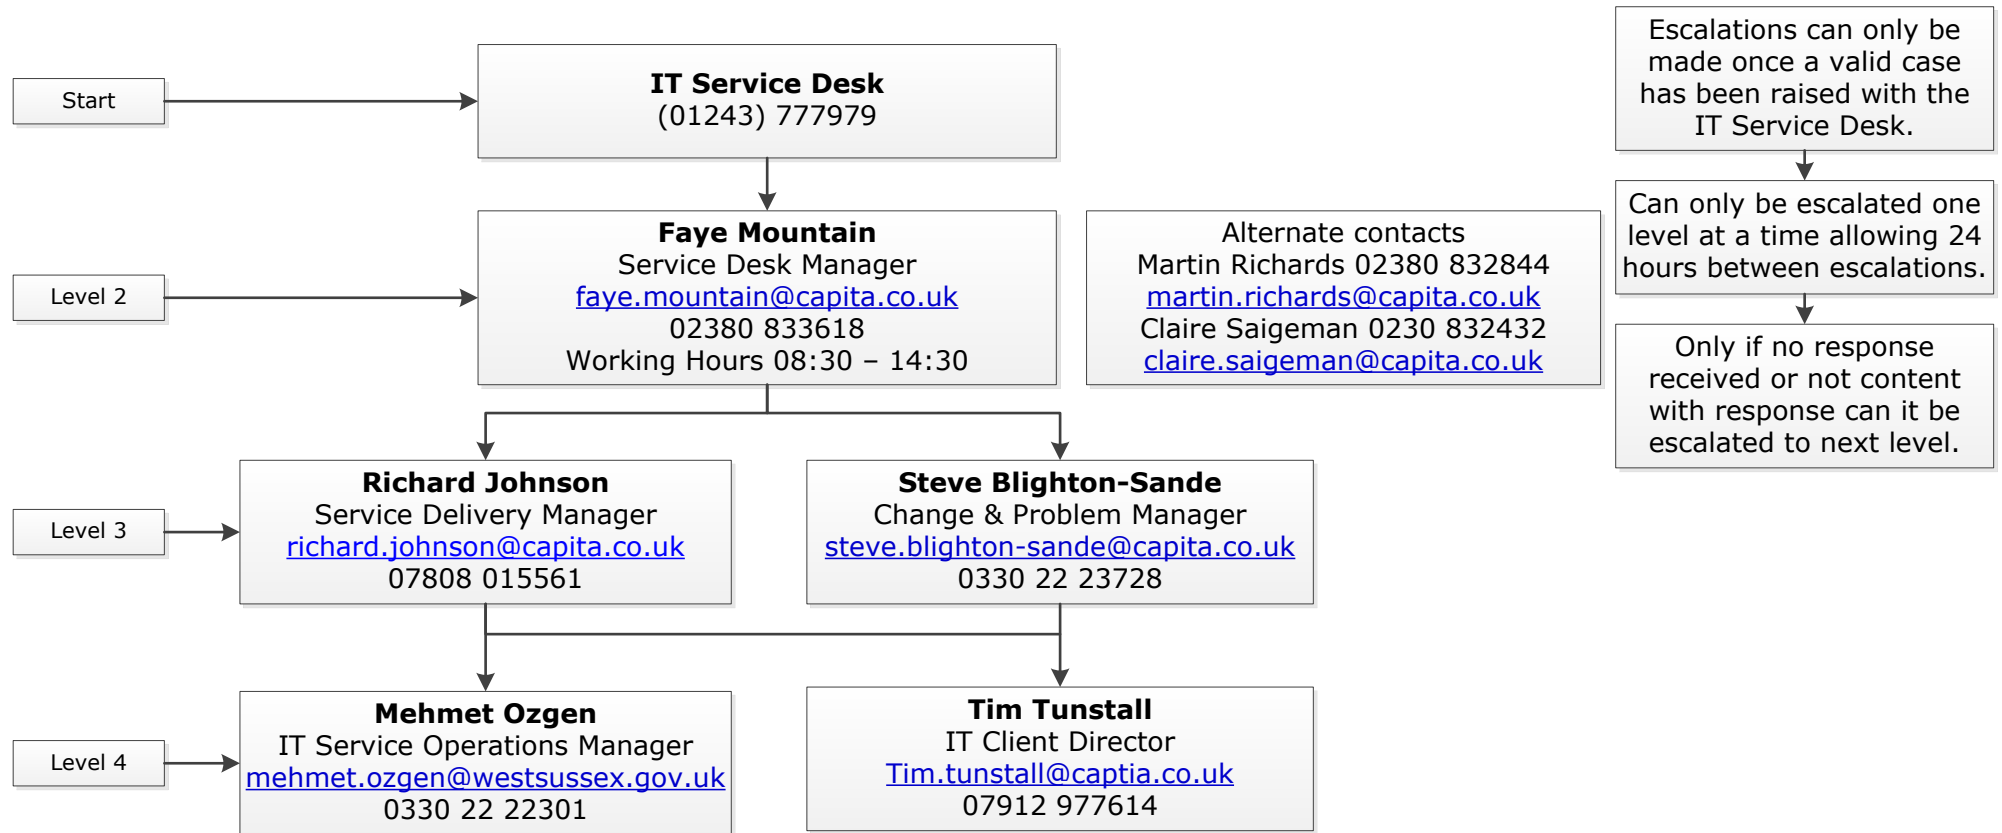 Start
IT Service Desk
(01243) 777979
Level 2
Faye Mountain
Service Desk Manager
faye.mountain@capita.co.uk
02380 833618
Working Hours 08:30 – 14:30
Alternate contacts
Martin Richards 02380 832844
martin.richards@capita.co.uk
Claire Saigeman 0230 832432
claire.saigeman@capita.co.uk
Level 3
Richard Johnson
Service Delivery Manager
richard.johnson@capita.co.uk
07808 015561
Steve Blighton-Sande
Change & Problem Manager
steve.blighton-sande@capita.co.uk
0330 22 23728
Level 4
Mehmet Ozgen
IT Service Operations Manager
mehmet.ozgen@westsussex.gov.uk
0330 22 22301
Tim Tunstall
IT Client Director
Tim.tunstall@captia.co.uk
07912 977614
Escalations can only be
made once a valid case
has been raised with the
IT Service Desk.
Can only be escalated one
level at a time allowing 24
hours between escalations.
Only if no response
received or not content
with response can it be
escalated to next level.